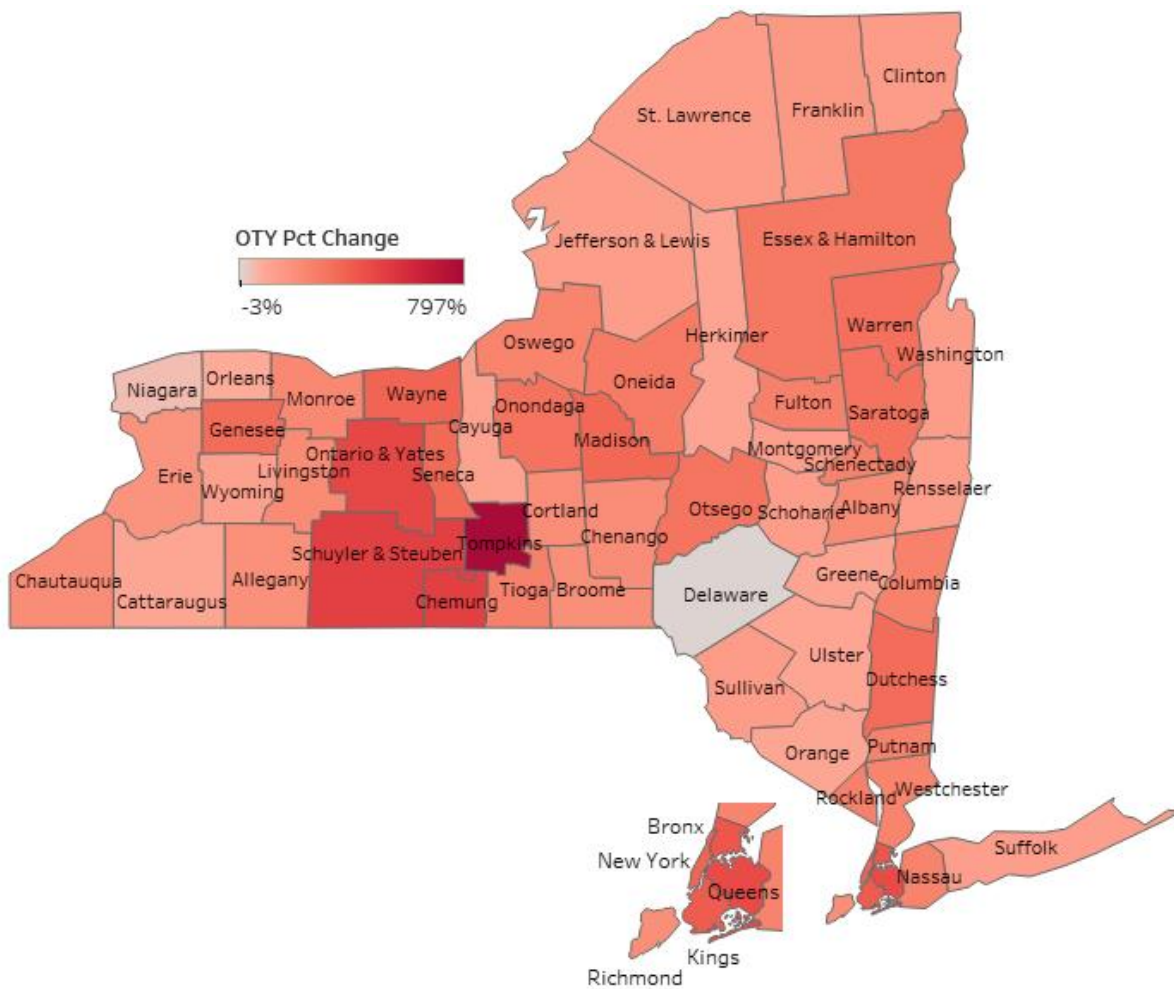 Clinton
Franklin
St. Lawrence
OTY Pct Change
-3% 797%
Jefferson & Lewis
Essex & Hamilton
Herkimer
Warren
Washington
Oswego
Oneida
Niagara
Orleans
Monroe
Wayne
Onondaga
Fulton
Saratoga
Genesee
Cayuga
Madison
Montgomery
Schenectady
Ontario & Yates
Erie
Livingston
Seneca
Wyoming
Rensselaer
Cortland
Otsego
Schoharie
Albany
Tompkins
Chenango
Schuyler & Steuben
Chautauqua
Allegany
Cattaraugus
Chemung
Tioga
Broome
Delaware
Greene
Columbia
Ulster
Sullivan
Dutchess
Orange
Putnam
Rockland
Westchester
Bronx
New York
Queens
Kings
Richmond
Nassau
Suffolk